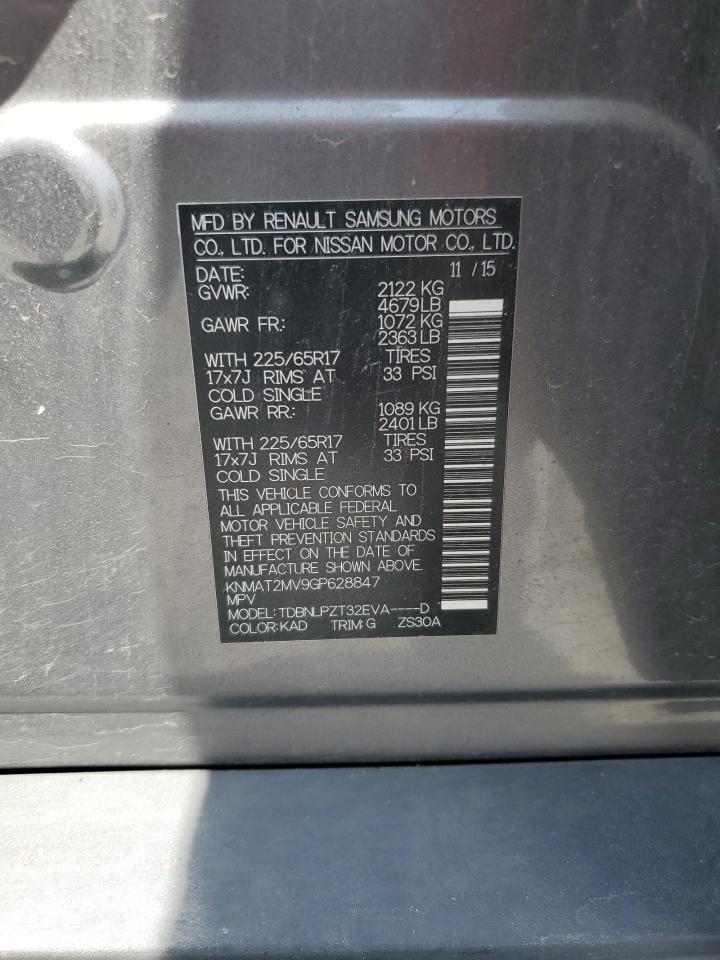 MFD BY RENAULT SAMSUNG MOTORS
CO., LTD. FOR NISSAN MOTOR CO., LTD.
DATE: 11 / 15
GVWR: 2122 KG
4679 LB
GAWR FR: 1072 KG
2363 LB
WITH 225/65R17 TIRES
17x7J RIMS AT 33 PSI
COLD SINGLE
GAWR RR: 1089 KG
2401 LB
WITH 225/65R17 TIRES
17x7J RIMS AT 33 PSI
COLD SINGLE
THIS VEHICLE CONFORMS TO
ALL APPLICABLE FEDERAL
MOTOR VEHICLE SAFETY AND
THEFT PREVENTION STANDARDS
IN EFFECT ON THE DATE OF
MANUFACTURE SHOWN ABOVE.
KNMAT2MV9GP628847
MPV
MODEL: TDBNLPZT32EVA----D
COLOR: KAD TRIM: G ZS30A